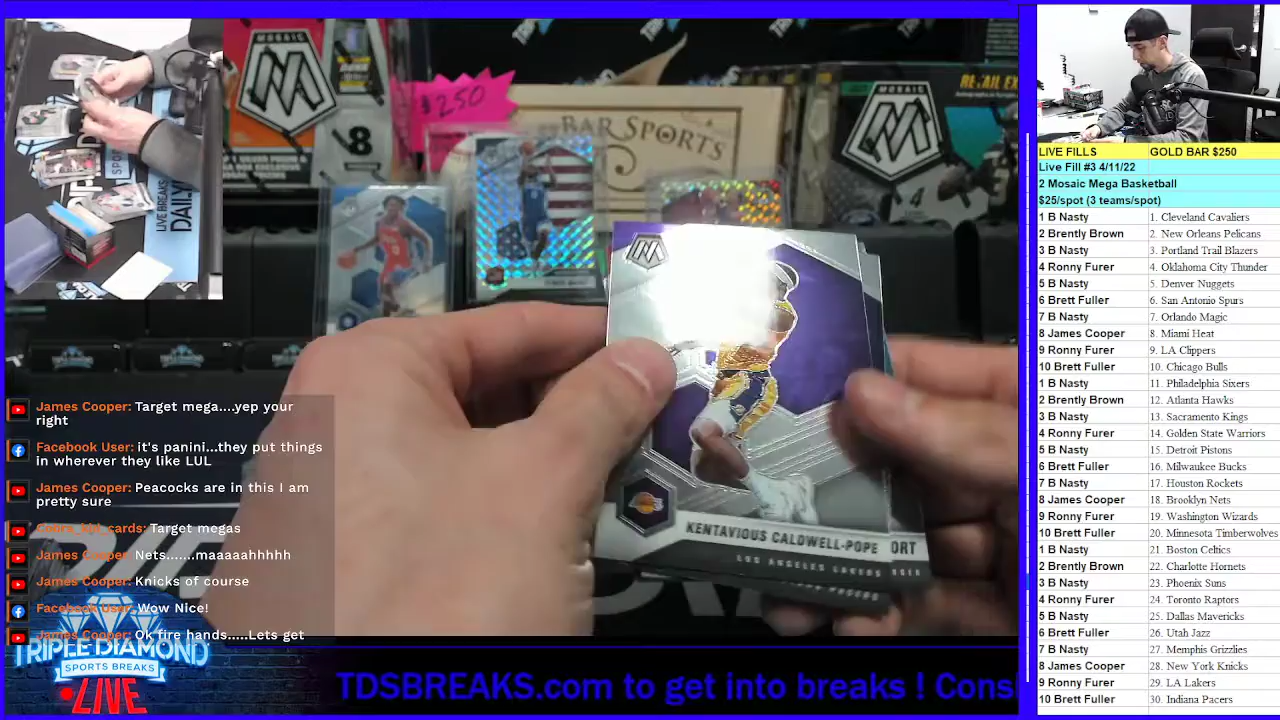 MOSAIC
8
$250
BAR SPORTS
MOSAIC
4
LIVE BREAKS
DAILY
KENTAVIOUS CALDWELL-POPE
LOS ANGELES LAKERS
ORT
James Cooper: Target mega....yep your
right
Facebook User: it's panini...they put things
in wherever they like LUL
James Cooper: Peacocks are in this I am
pretty sure
Target megas
James Cooper: Nets.......maaaaahhhhh
James Cooper: Knicks of course
Facebook User: Wow Nice!
James Cooper: Ok fire hands.....Lets get
TRIPLE DIAMOND
SPORTS BREAKS
LIVE
TDSBREAKS.com to get into breaks ! Cons
LIVE FILLS GOLD BAR $250
Live Fill #3 4/11/22
2 Mosaic Mega Basketball
$25/spot (3 teams/spot)
1 B Nasty 1. Cleveland Cavaliers
2 Brently Brown 2. New Orleans Pelicans
3 B Nasty 3. Portland Trail Blazers
4 Ronny Furer 4. Oklahoma City Thunder
5 B Nasty 5. Denver Nuggets
6 Brett Fuller 6. San Antonio Spurs
7 B Nasty 7. Orlando Magic
8 James Cooper 8. Miami Heat
9 Ronny Furer 9. LA Clippers
10 Brett Fuller 10. Chicago Bulls
1 B Nasty 11. Philadelphia Sixers
2 Brently Brown 12. Atlanta Hawks
3 B Nasty 13. Sacramento Kings
4 Ronny Furer 14. Golden State Warriors
5 B Nasty 15. Detroit Pistons
6 Brett Fuller 16. Milwaukee Bucks
7 B Nasty 17. Houston Rockets
8 James Cooper 18. Brooklyn Nets
9 Ronny Furer 19. Washington Wizards
10 Brett Fuller 20. Minnesota Timberwolves
1 B Nasty 21. Boston Celtics
2 Brently Brown 22. Charlotte Hornets
3 B Nasty 23. Phoenix Suns
4 Ronny Furer 24. Toronto Raptors
5 B Nasty 25. Dallas Mavericks
6 Brett Fuller 26. Utah Jazz
7 B Nasty 27. Memphis Grizzles
8 James Cooper 28. New York Knicks
9 Ronny Furer 29. LA Lakers
10 Brett Fuller 30. Indiana Pacers